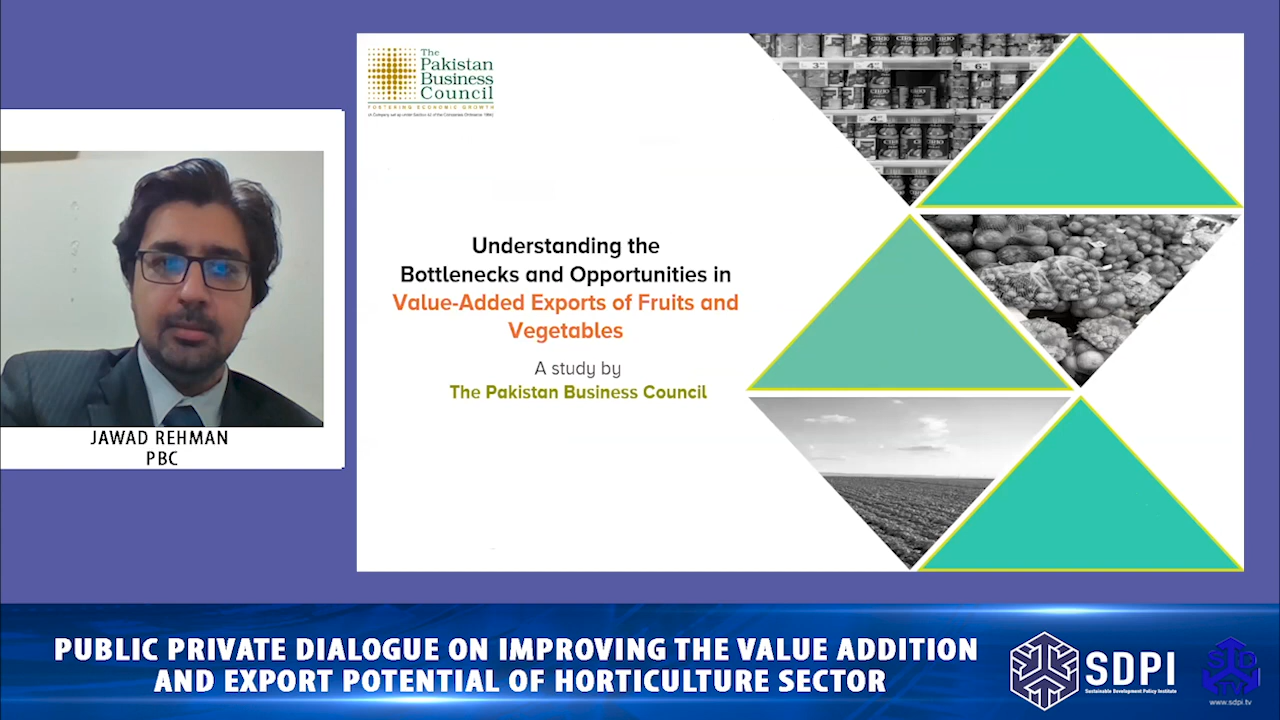 The
Pakistan
Business
Council
FOSTERING ECONOMIC GROWTH
Understanding the
Bottlenecks and Opportunities in
Value-Added Exports of Fruits and
Vegetables
A study by
The Pakistan Business Council
JAWAD REHMAN
PBC
PUBLIC PRIVATE DIALOGUE ON IMPROVING THE VALUE ADDITION
AND EXPORT POTENTIAL OF HORTICULTURE SECTOR
SDPI
Sustainable Development Policy Institute
www.sdpi.tv